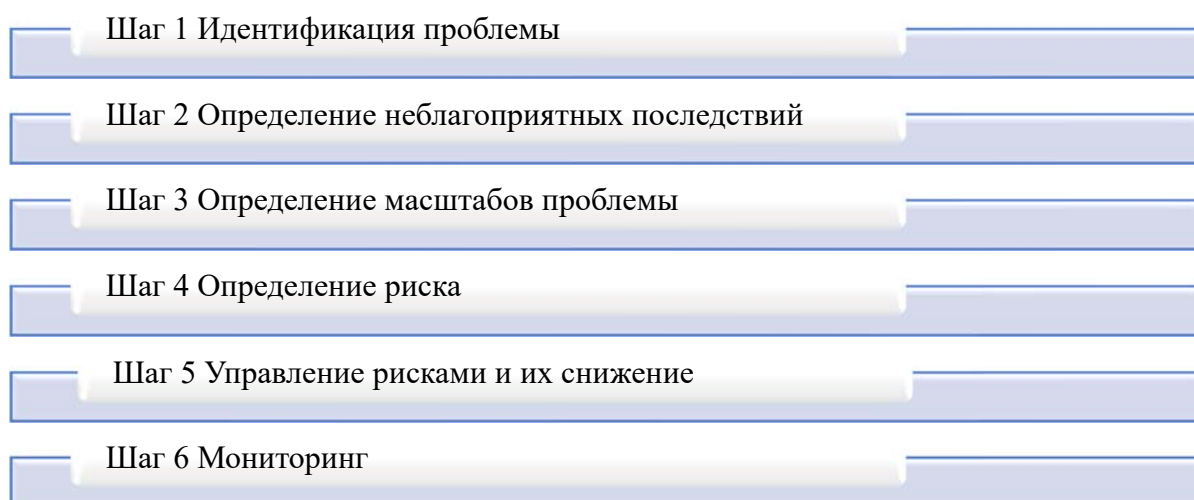 Шаг 1 Идентификация проблемы
Шаг 2 Определение неблагоприятных последствий
Шаг 3 Определение масштабов проблемы
Шаг 4 Определение риска
Шаг 5 Управление рисками и их снижение
Шаг 6 Мониторинг